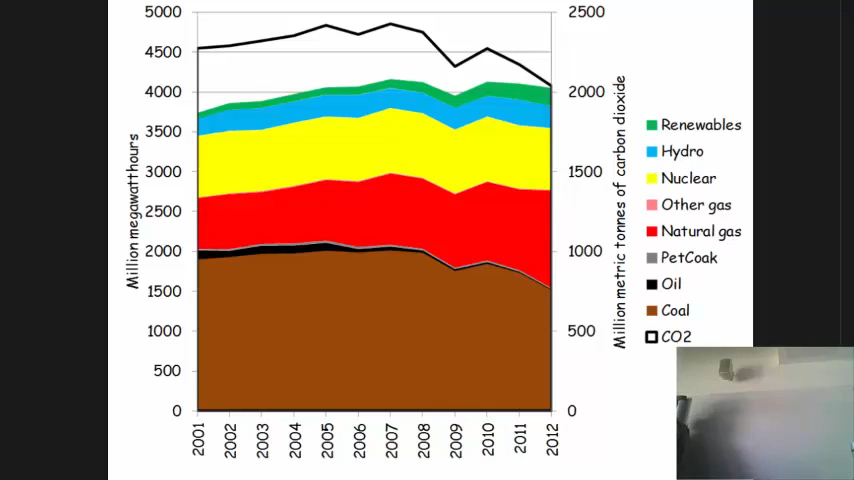 5000
4500
4000
3500
3000
2500
2000
1500
1000
500
0
Million megawatthours
2001
2002
2003
2004
2005
2006
2007
2008
2009
2010
2011
2012
2500
2000
1500
1000
500
0
Million metric tonnes of carbon dioxide
Renewables
Hydro
Nuclear
Other gas
Natural gas
PetCoak
Oil
Coal
CO2